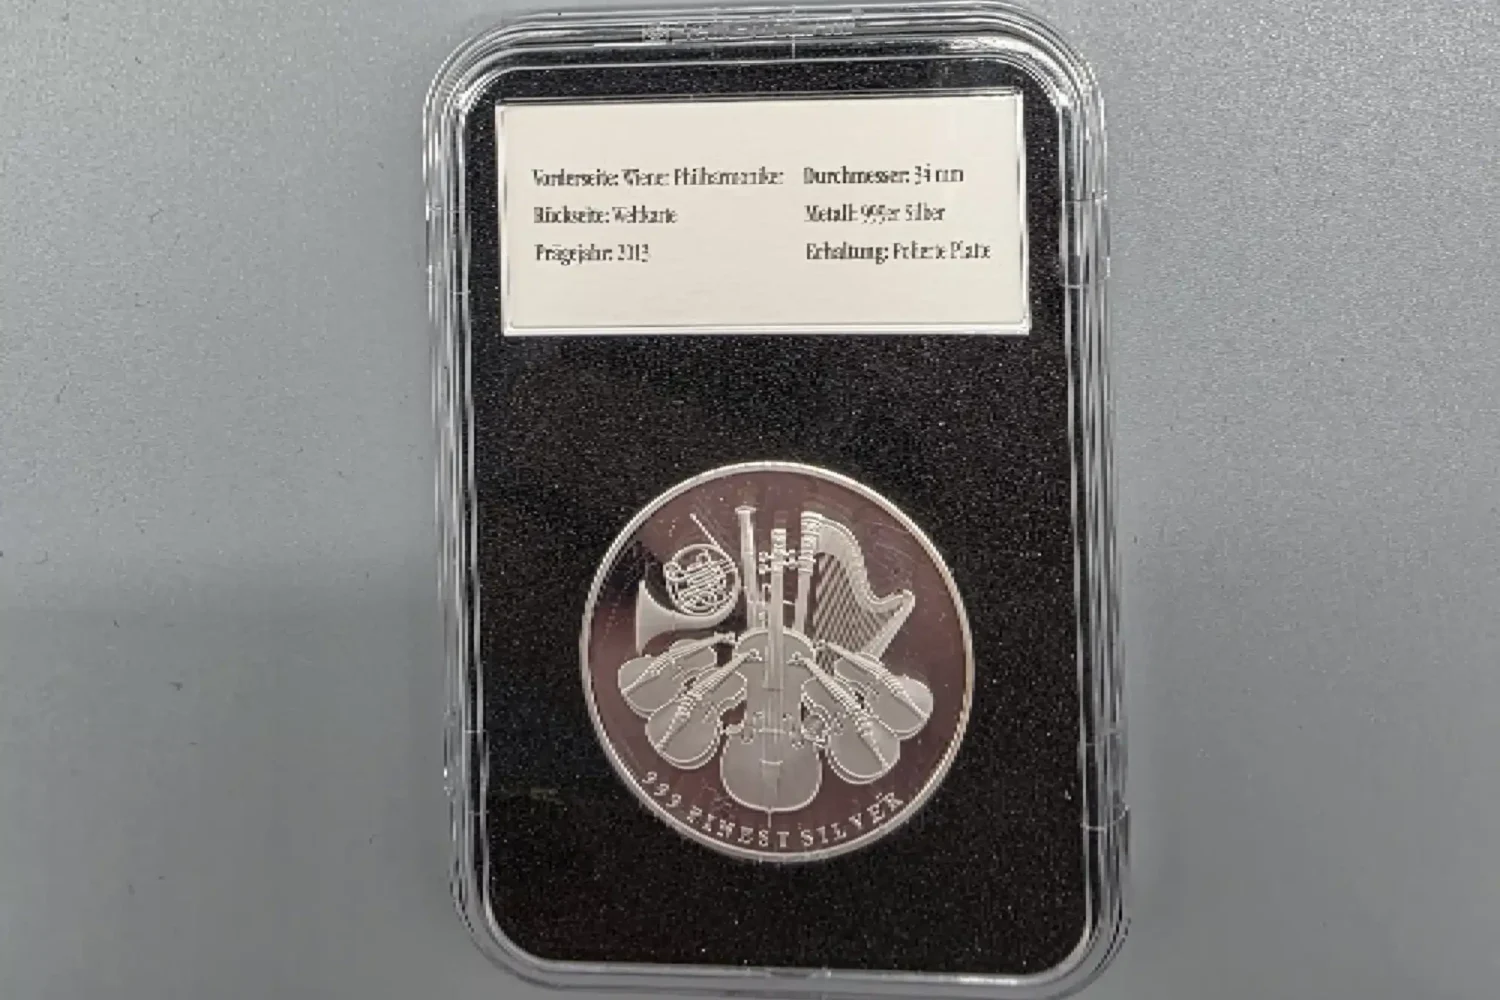 Vorderseite: Wiener Philharmoniker
Rückseite: Weltkarte
Prägejahr: 2013
Durchmesser: 34 mm
Metall: 999er Silber
Erhaltung: Polierte Platte
999 FINEST SILVER